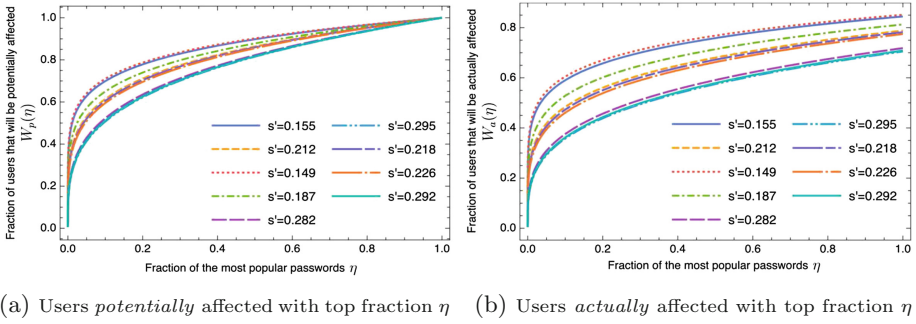 Fraction of users that will be potentially affected
Wp(η)
1.0
0.8
0.6
0.4
0.2
0.0
s'=0.155
s'=0.295
s'=0.212
s'=0.218
s'=0.149
s'=0.226
s'=0.187
s'=0.292
s'=0.282
0.0 0.2 0.4 0.6 0.8 1.0
Fraction of the most popular passwords η
Fraction of users that will be actually affected
Wa(η)
0.8
0.6
0.4
0.2
0.0
s'=0.155
s'=0.295
s'=0.212
s'=0.218
s'=0.149
s'=0.226
s'=0.187
s'=0.292
s'=0.282
0.0 0.2 0.4 0.6 0.8 1.0
Fraction of the most popular passwords η
(a) Users potentially affected with top fraction η
(b) Users actually affected with top fraction η